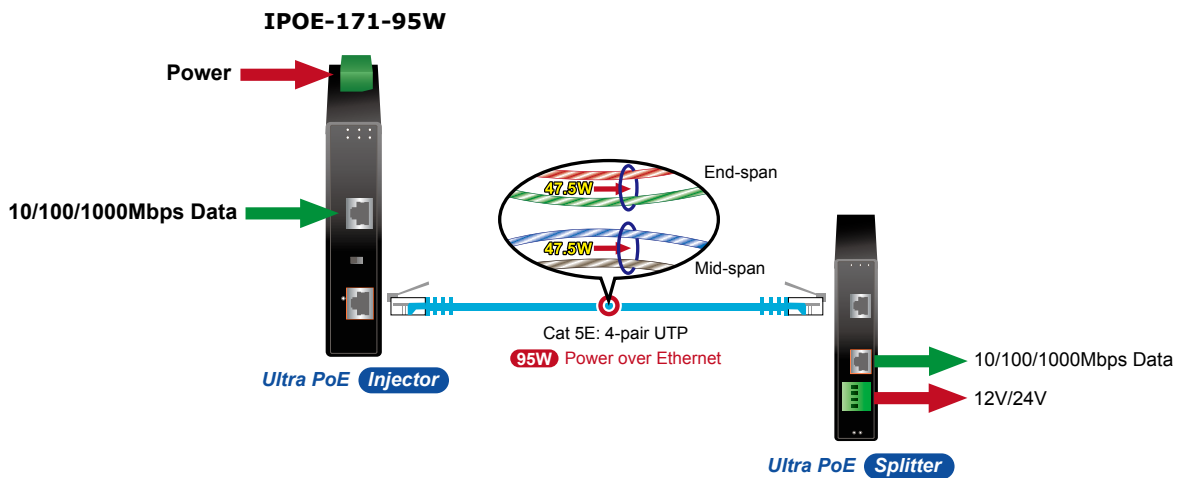 IPOE-171-95W
Power
10/100/1000Mbps Data
47.5W
End-span
47.5W
Mid-span
Cat 5E: 4-pair UTP
95W Power over Ethernet
Ultra PoE Injector
10/100/1000Mbps Data
12V/24V
Ultra PoE Splitter